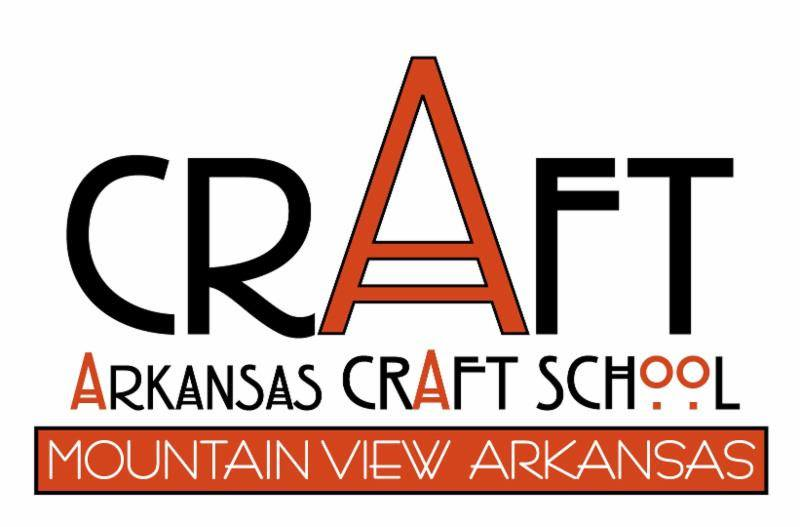 CRAFT
ARKANSAS CRAFT SCHOOL
MOUNTAIN VIEW ARKANSAS